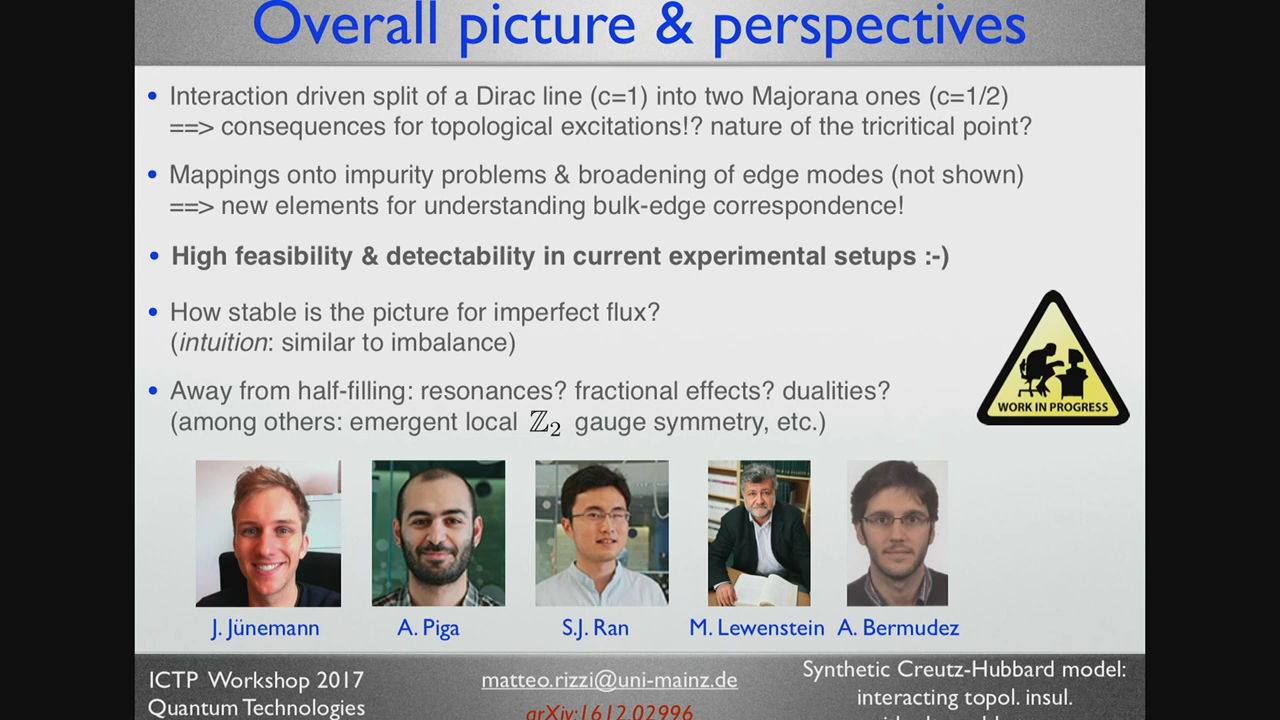 Overall picture & perspectives
• Interaction driven split of a Dirac line (c=1) into two Majorana ones (c=1/2)
==> consequences for topological excitations!? nature of the tricritical point?
• Mappings onto impurity problems & broadening of edge modes (not shown)
==> new elements for understanding bulk-edge correspondence!
• High feasibility & detectability in current experimental setups :-)
• How stable is the picture for imperfect flux?
(intuition: similar to imbalance)
• Away from half-filling: resonances? fractional effects? dualities?
(among others: emergent local ℤ₂ gauge symmetry, etc.)
WORK IN PROGRESS
J. Jünemann
A. Piga
S.J. Ran
M. Lewenstein
A. Bermudez
ICTP Workshop 2017
Quantum Technologies
matteo.rizzi@uni-mainz.de
arXiv:1612.02996
Synthetic Creutz-Hubbard model:
interacting topol. insul.